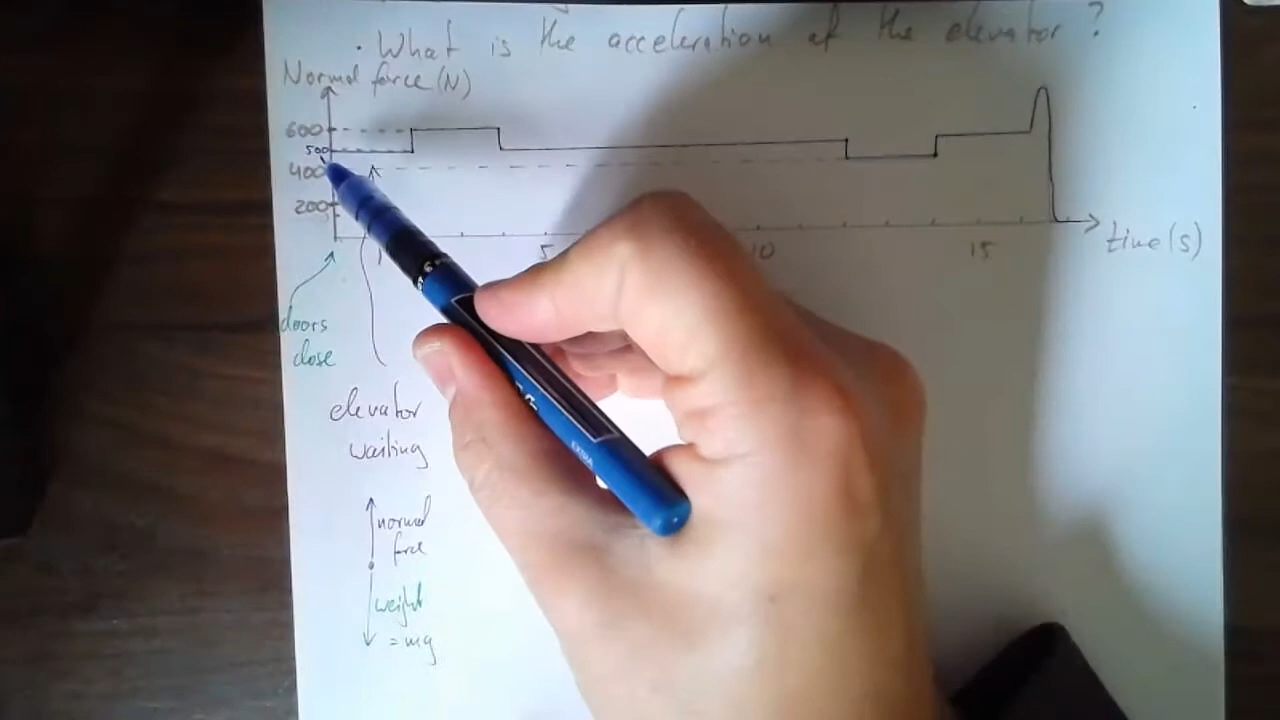 · What is the acceleration of the elevator ?
Normal force (N)
600
500
400
200
1
5
10
15
time (s)
doors
close
elevator
waiting
normal
force
weight
= mg
EXTRA